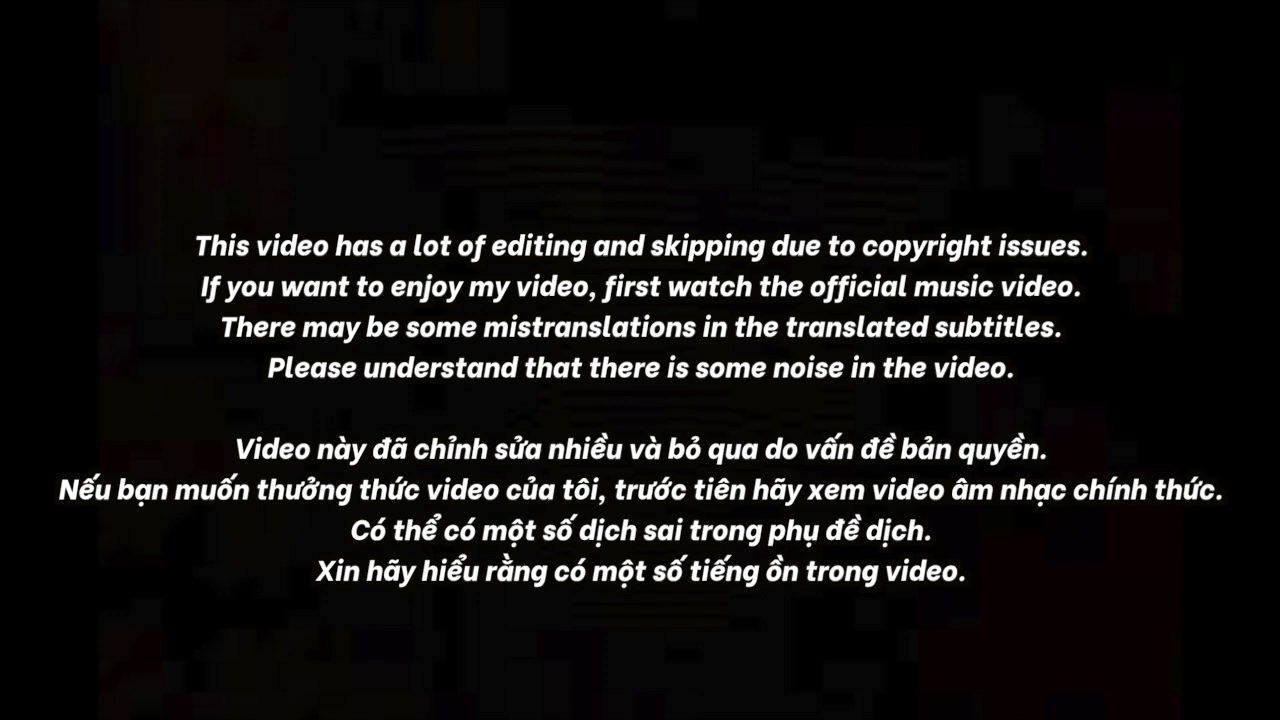 This video has a lot of editing and skipping due to copyright issues.
If you want to enjoy my video, first watch the official music video.
There may be some mistranslations in the translated subtitles.
Please understand that there is some noise in the video.
Video này đã chỉnh sửa nhiều và bỏ qua do vấn đề bản quyền.
Nếu bạn muốn thưởng thức video của tôi, trước tiên hãy xem video âm nhạc chính thức.
Có thể có một số dịch sai trong phụ đề dịch.
Xin hãy hiểu rằng có một số tiếng ồn trong video.